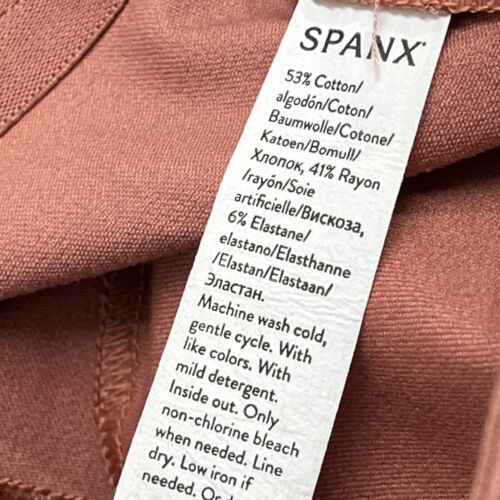 SPANX®
53% Cotton/
algodón/Coton/
Baumwolle/Cotone/
Katoen/Bomull/
Хлопок, 41% Rayon
/rayón/Soie
artificielle/Вискоза,
6% Elastane/
elastano/Elasthanne
/Elastan/Elastaan/
Эластан.
Machine wash cold,
gentle cycle. With
like colors. With
mild detergent.
Inside out. Only
non-chlorine bleach
when needed. Line
dry. Low iron if
needed. Or d